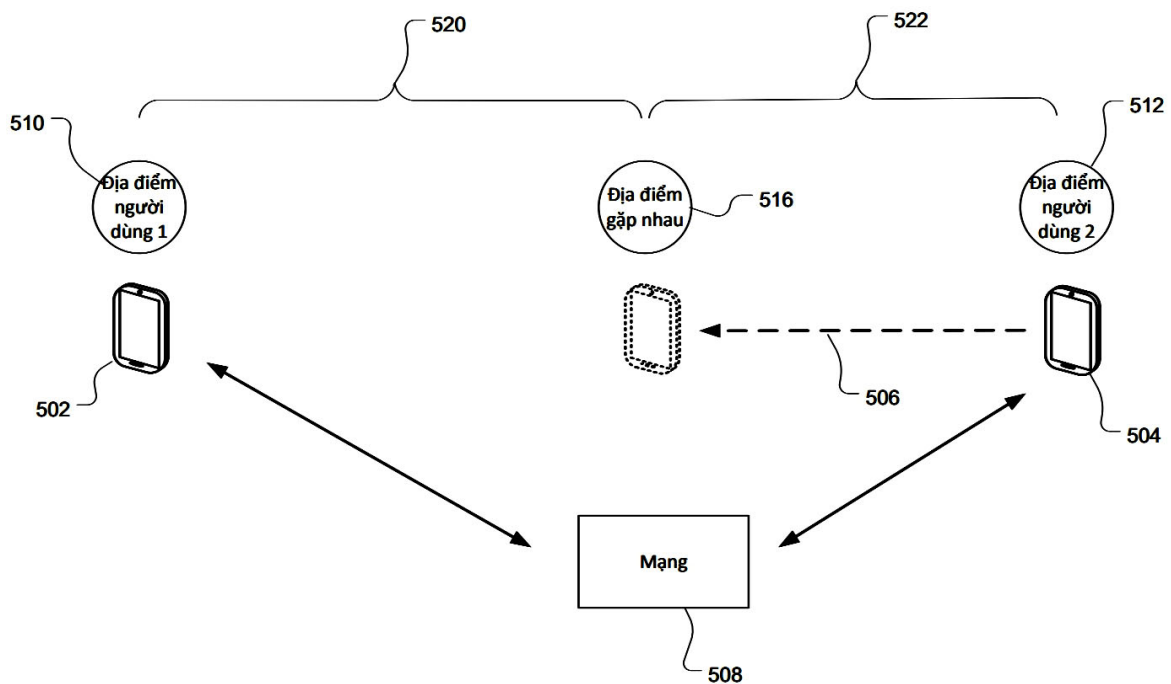 520
522
510
512
Địa điểm
người
dùng 1
Địa điểm
gặp nhau
516
Địa điểm
người
dùng 2
502
506
504
Mạng
508